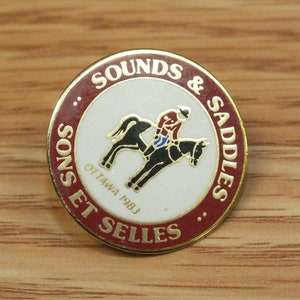 ·· SOUNDS & SADDLES ··
SONS ET SELLES
OTTAWA 1983